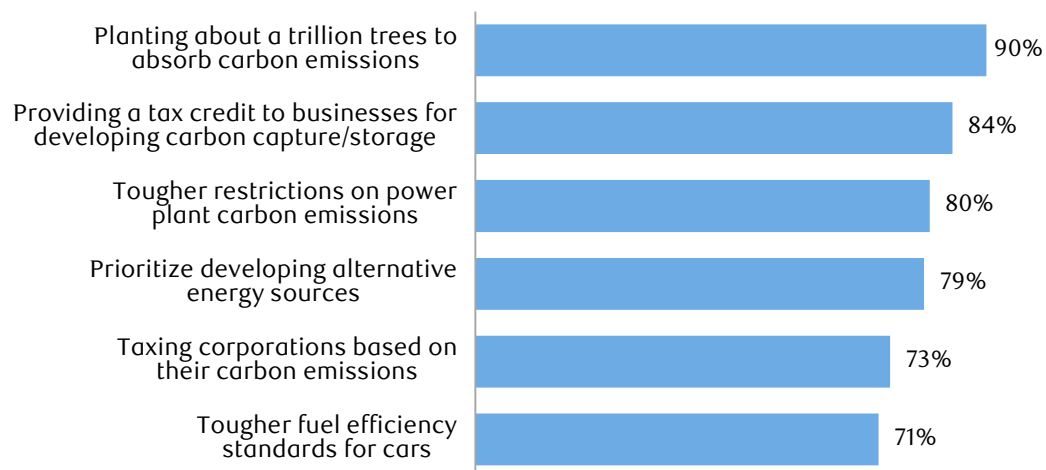 Planting about a trillion trees to
absorb carbon emissions
90%
Providing a tax credit to businesses for
developing carbon capture/storage
84%
Tougher restrictions on power
plant carbon emissions
80%
Prioritize developing alternative
energy sources
79%
Taxing corporations based on
their carbon emissions
73%
Tougher fuel efficiency
standards for cars
71%